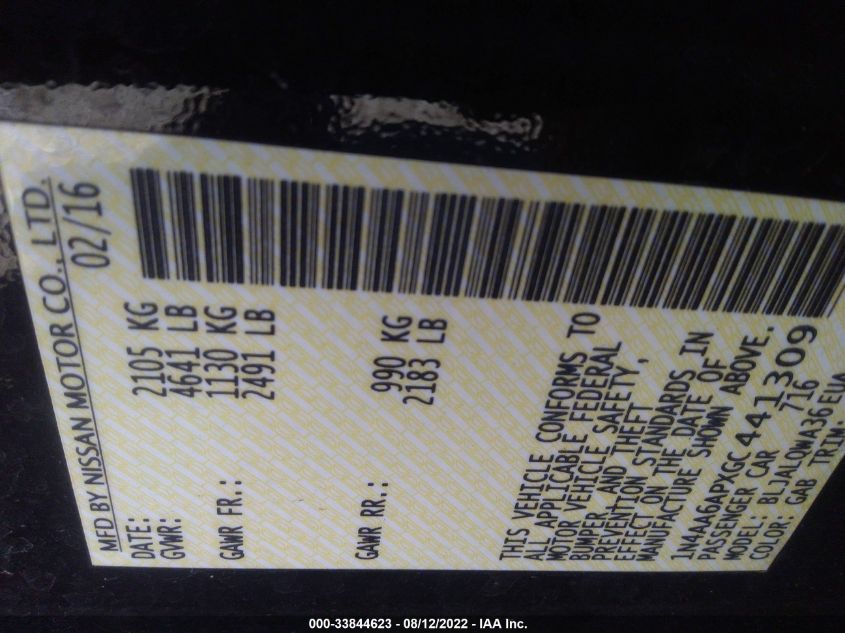 MFD BY NISSAN MOTOR CO., LTD.
DATE: 02/16
GVWR: 2105 KG
4641 LB
GAWR FR.: 1130 KG
2491 LB
GAWR RR.: 990 KG
2183 LB
THIS VEHICLE CONFORMS TO
ALL APPLICABLE FEDERAL
MOTOR VEHICLE SAFETY,
BUMPER, AND THEFT
PREVENTION STANDARDS IN
EFFECT ON THE DATE OF
MANUFACTURE SHOWN ABOVE.
1N4AA6APXGC441309
PASSENGER CAR 716
MODEL: BLJALOWA36EUA
COLOR: GAB TRIM:
000-33844623 - 08/12/2022 - IAA Inc.